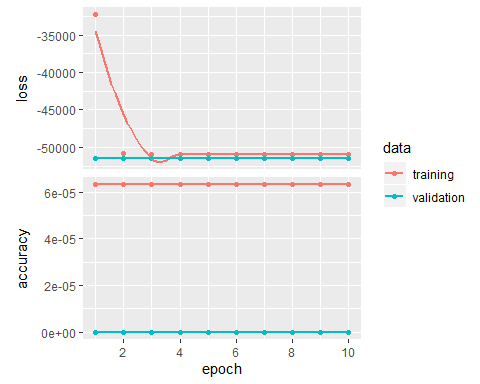 loss
-35000
-40000
-45000
-50000
accuracy
6e-05
4e-05
2e-05
0e+00
2
4
6
8
10
epoch
data
training
validation